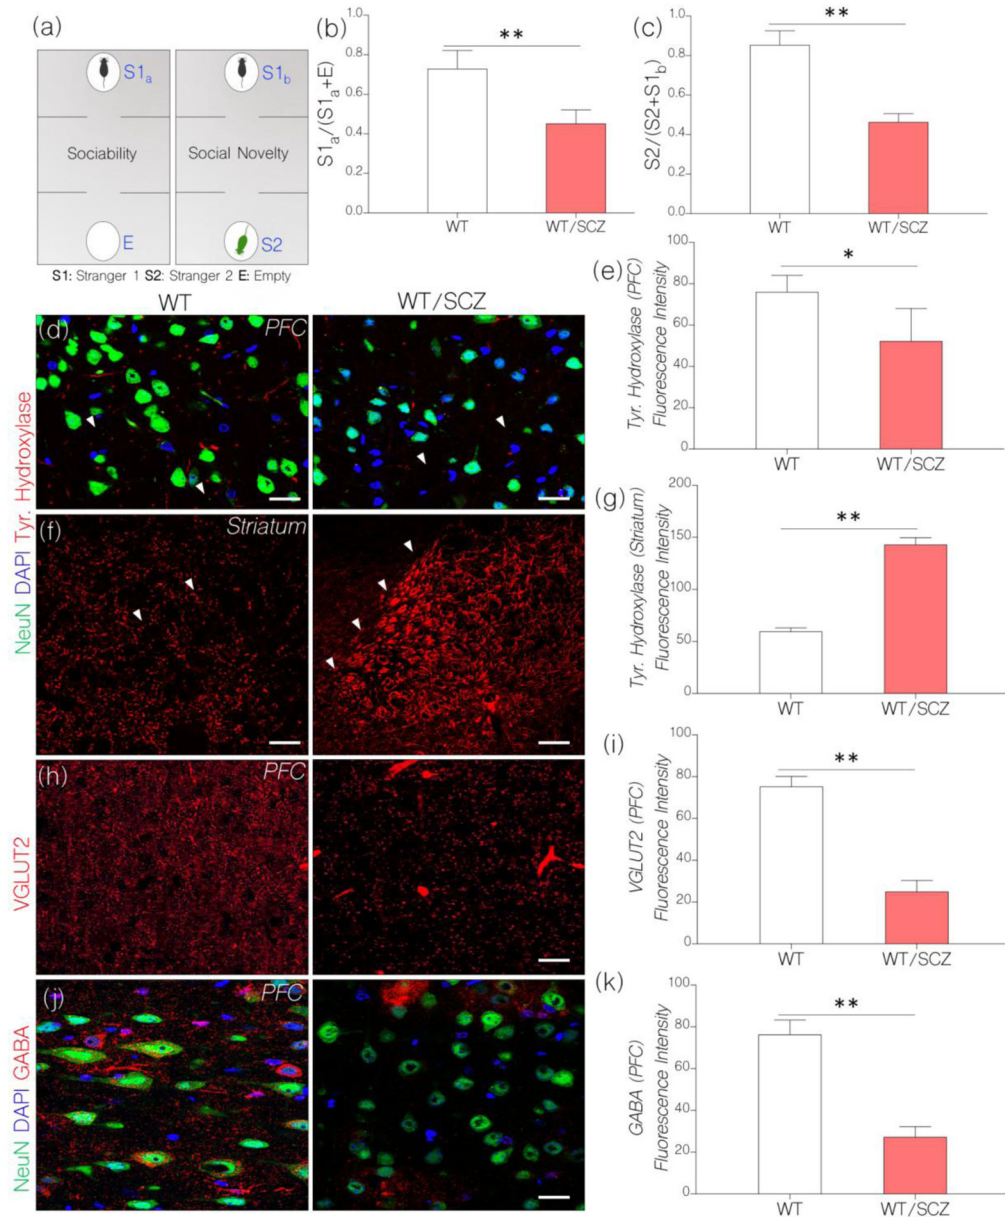 (a)
S1a
S1b
Sociability
Social Novelty
E
S2
S1: Stranger 1 S2: Stranger 2 E: Empty
(b)
**
S1a/(S1a+E)
1.0
0.8
0.6
0.4
0.2
0.0
WT
WT/SCZ
(c)
**
S2/(S2+S1b)
1.0
0.8
0.6
0.4
0.2
0.0
WT
WT/SCZ
WT
WT/SCZ
NeuN DAPI Tyr. Hydroxylase
(d)
PFC
(e)
*
Tyr. Hydroxylase (PFC)
Fluorescence Intensity
80
60
40
20
0
WT
WT/SCZ
(f)
Striatum
(g)
**
Tyr. Hydroxylase (Striatum)
Fluorescence Intensity
200
150
100
50
0
WT
WT/SCZ
VGLUT2
(h)
PFC
(i)
**
VGLUT2 (PFC)
Fluorescence Intensity
80
60
40
20
0
WT
WT/SCZ
NeuN DAPI GABA
(j)
PFC
(k)
**
GABA (PFC)
Fluorescence Intensity
80
60
40
20
0
WT
WT/SCZ